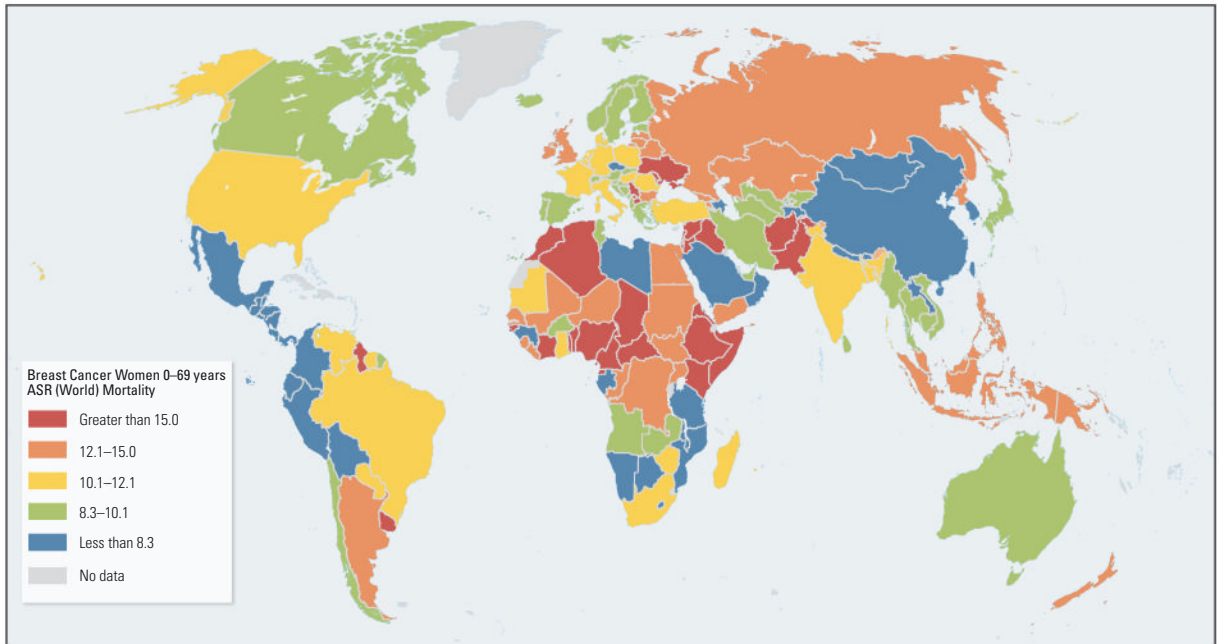 Breast Cancer Women 0–69 years
ASR (World) Mortality
Greater than 15.0
12.1–15.0
10.1–12.1
8.3–10.1
Less than 8.3
No data